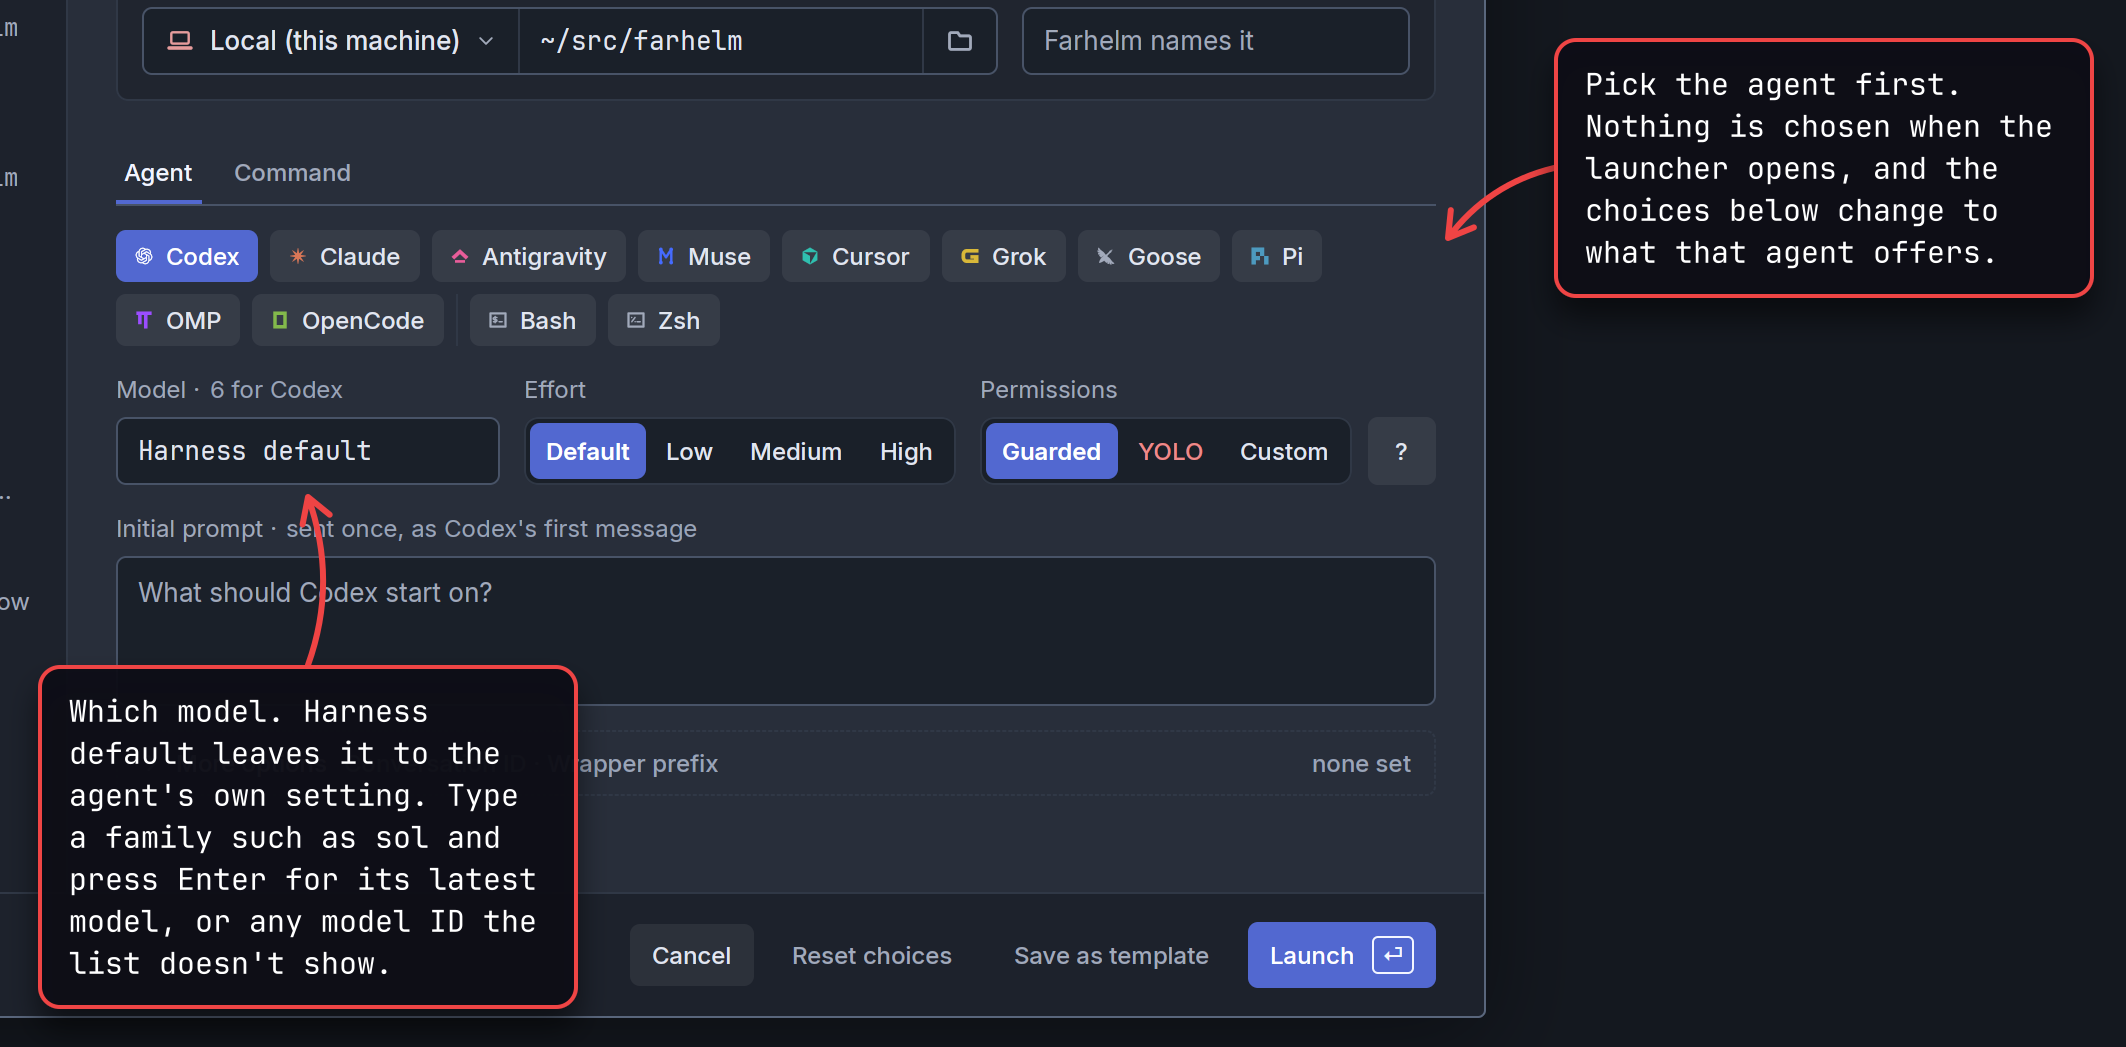 lm
Local (this machine)
~/src/farhelm
Farhelm names it
Pick the agent first.
Nothing is chosen when the
launcher opens, and the
choices below change to
what that agent offers.
lm
Agent
Command
Codex
Claude
Antigravity
Muse
Cursor
Grok
Goose
Pi
OMP
OpenCode
Bash
Zsh
Model · 6 for Codex
Effort
Permissions
Harness default
Default
Low
Medium
High
Guarded
YOLO
Custom
?
..
Initial prompt · sent once, as Codex's first message
What should Codex start on?
ow
Which model. Harness
default leaves it to the
agent's own setting. Type
a family such as sol and
press Enter for its latest
model, or any model ID the
list doesn't show.
Wrapper prefix
none set
Cancel
Reset choices
Save as template
Launch